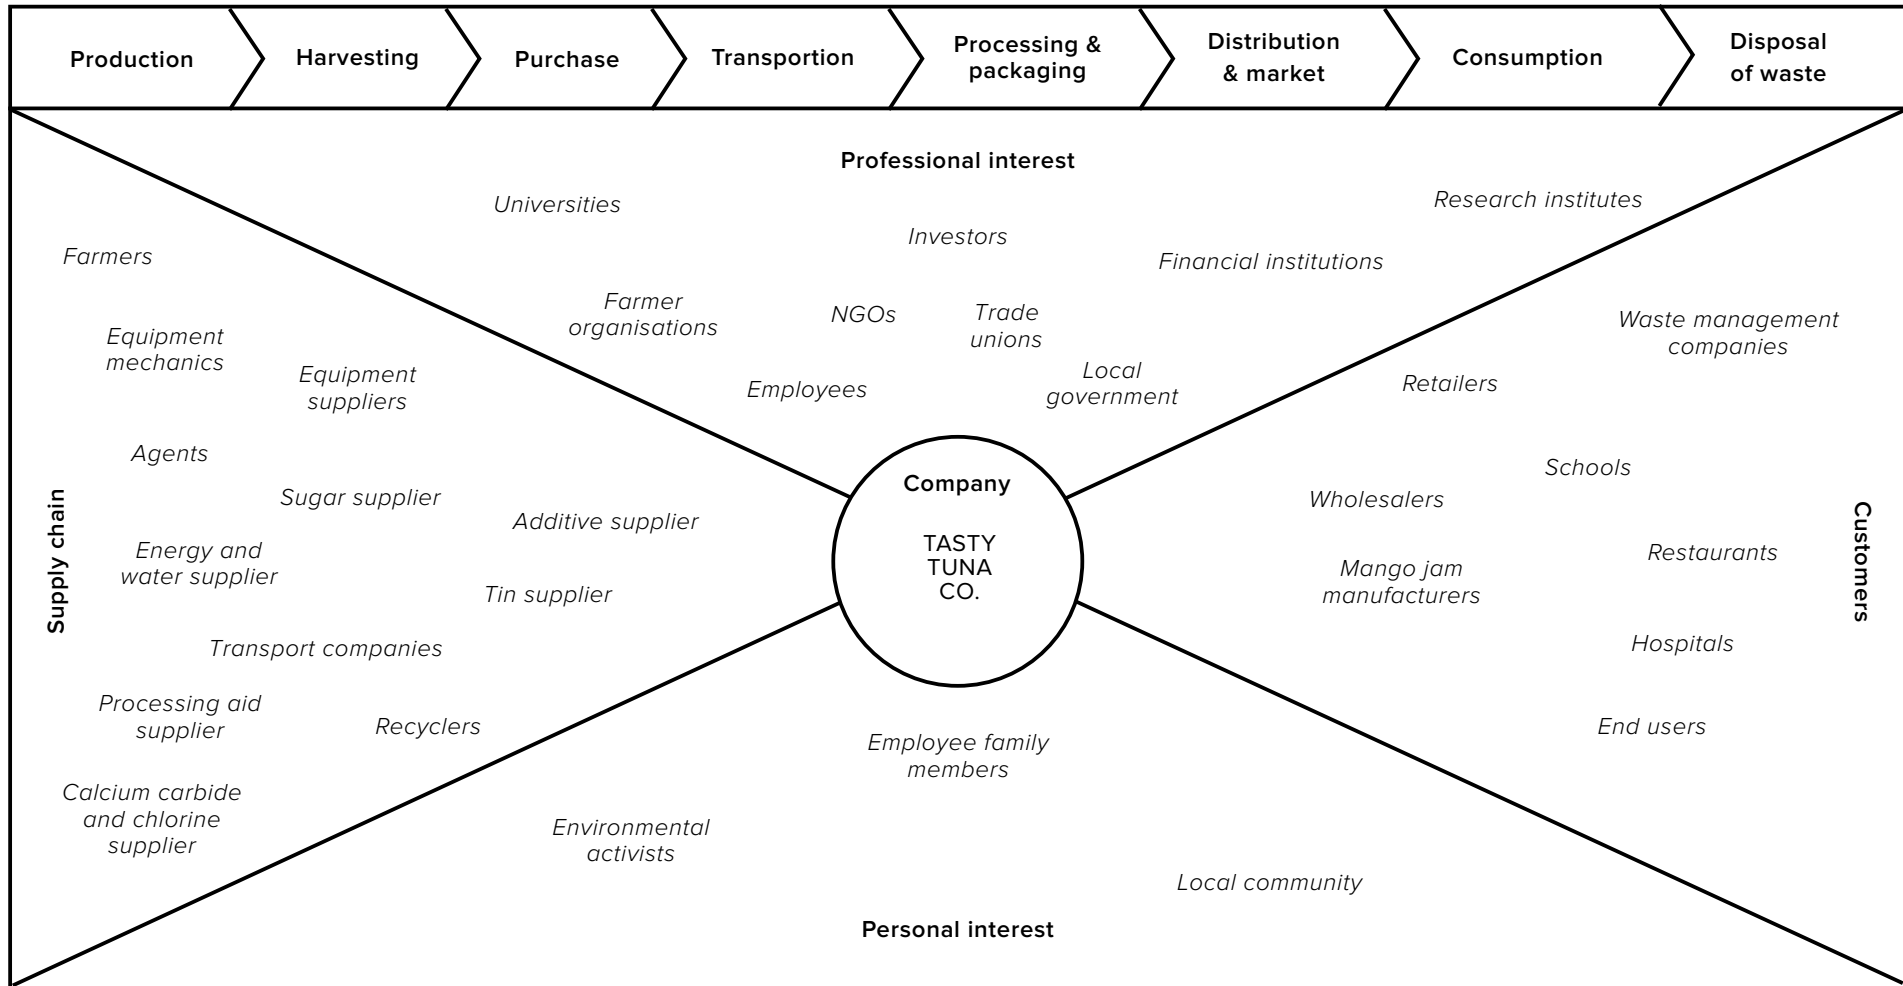 Production
Harvesting
Purchase
Transportion
Processing &
packaging
Distribution
& market
Consumption
Disposal
of waste
Professional interest
Universities
Research institutes
Investors
Financial institutions
Farmer
organisations
NGOs
Trade
unions
Employees
Local
government
Supply chain
Farmers
Equipment
mechanics
Equipment
suppliers
Agents
Sugar supplier
Additive supplier
Energy and
water supplier
Tin supplier
Transport companies
Processing aid
supplier
Recyclers
Calcium carbide
and chlorine
supplier
Company
TASTY
TUNA
CO.
Customers
Waste management
companies
Retailers
Schools
Wholesalers
Restaurants
Mango jam
manufacturers
Hospitals
End users
Employee family
members
Environmental
activists
Local community
Personal interest